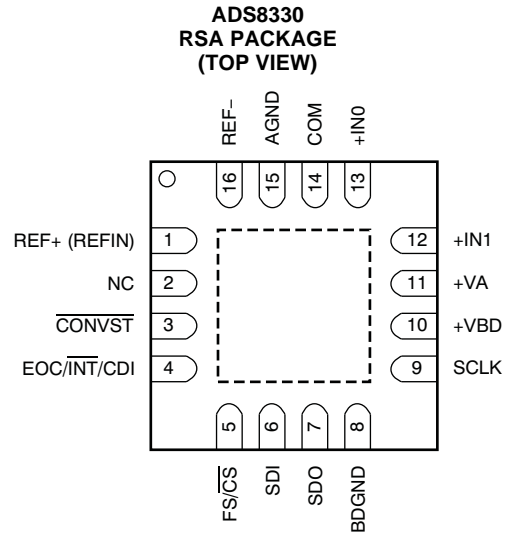 ADS8330
RSA PACKAGE
(TOP VIEW)
REF−
AGND
COM
+IN0
16
15
14
13
REF+ (REFIN)
1
12
+IN1
NC
2
11
+VA
CONVST
3
10
+VBD
EOC/INT/CDI
4
9
SCLK
5
6
7
8
FS/CS
SDI
SDO
BDGND